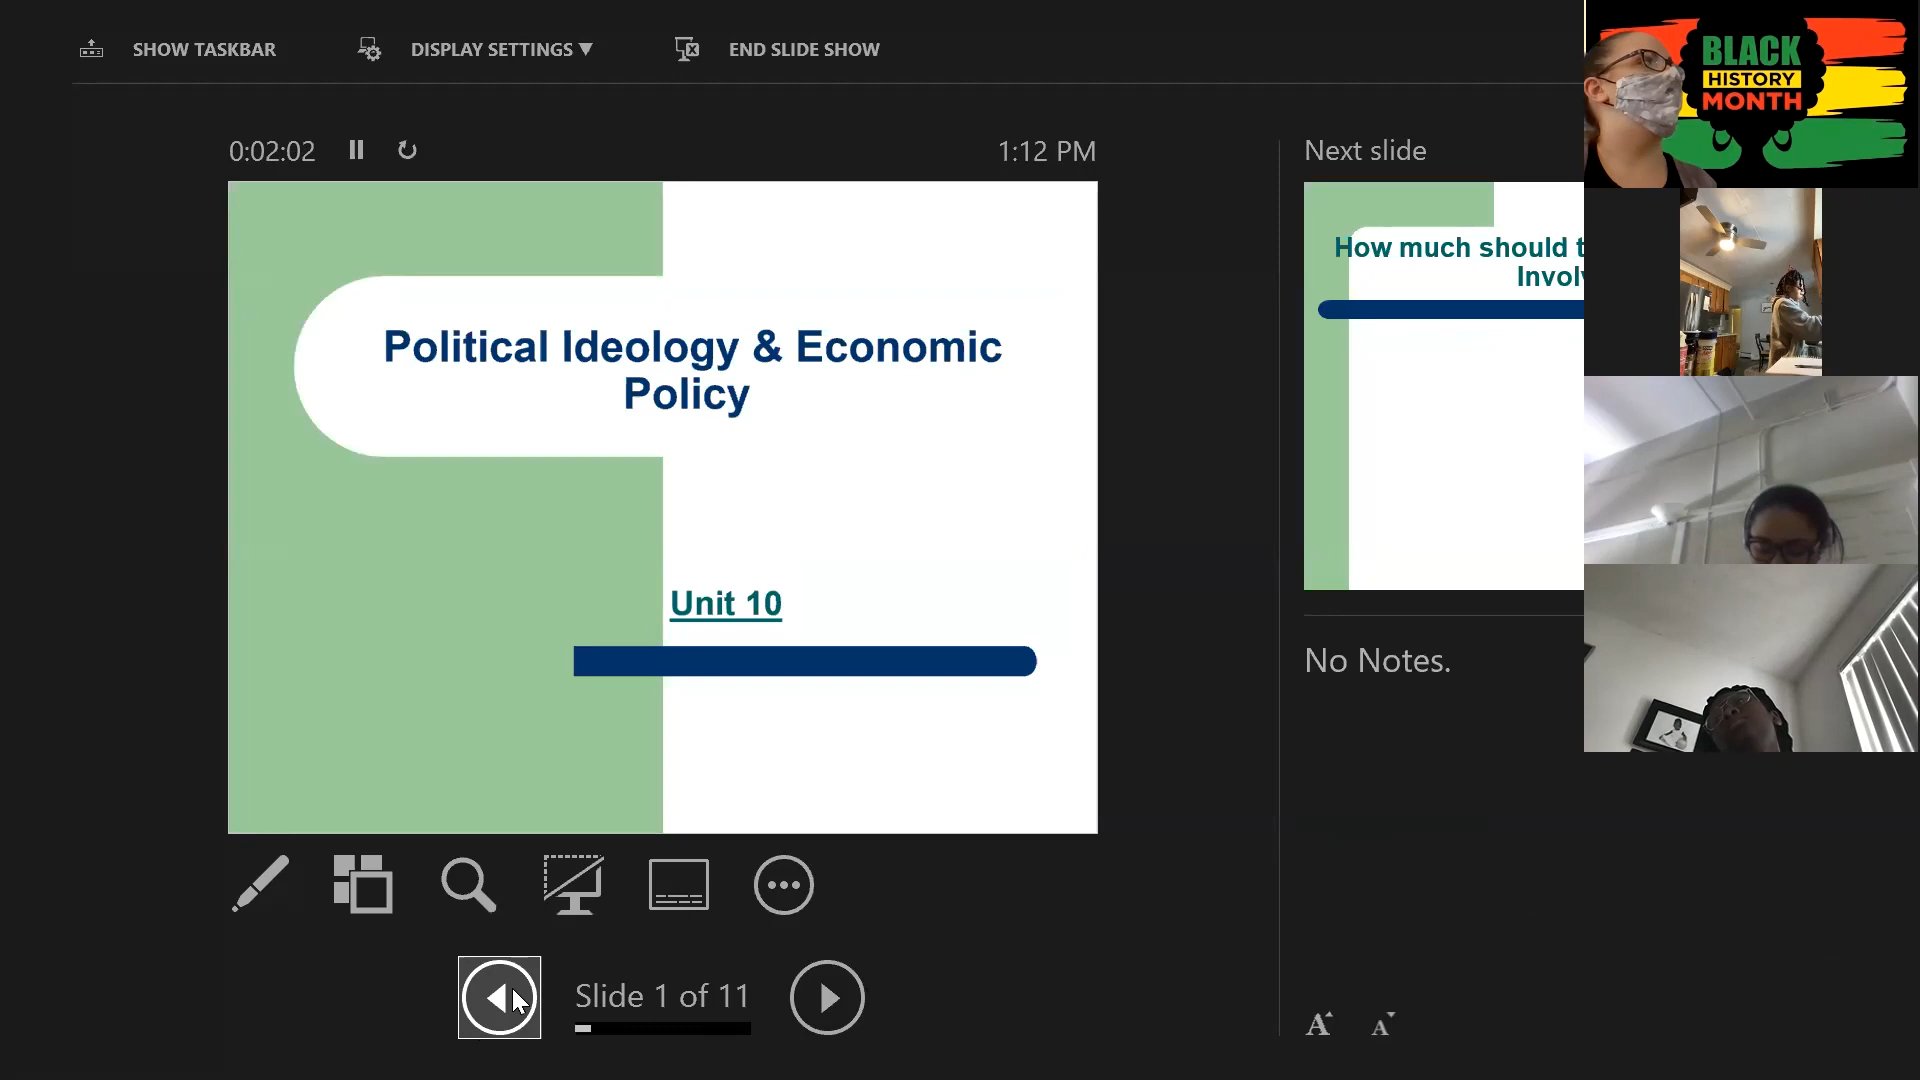 SHOW TASKBAR
DISPLAY SETTINGS ▼
END SLIDE SHOW
0:02:02
1:12 PM
Political Ideology & Economic
Policy
Unit 10
Slide 1 of 11
Next slide
How much should t
Invol
No Notes.
A A
BLACK
HISTORY
MONTH